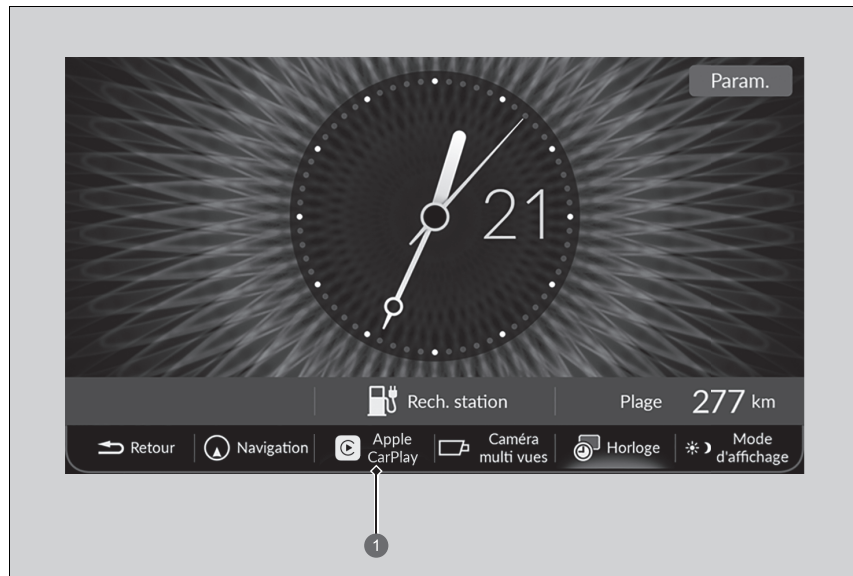 Param.
21
Rech. station
Plage 277 km
Retour
Navigation
Apple
CarPlay
Caméra
multi vues
Horloge
Mode
d'affichage
1